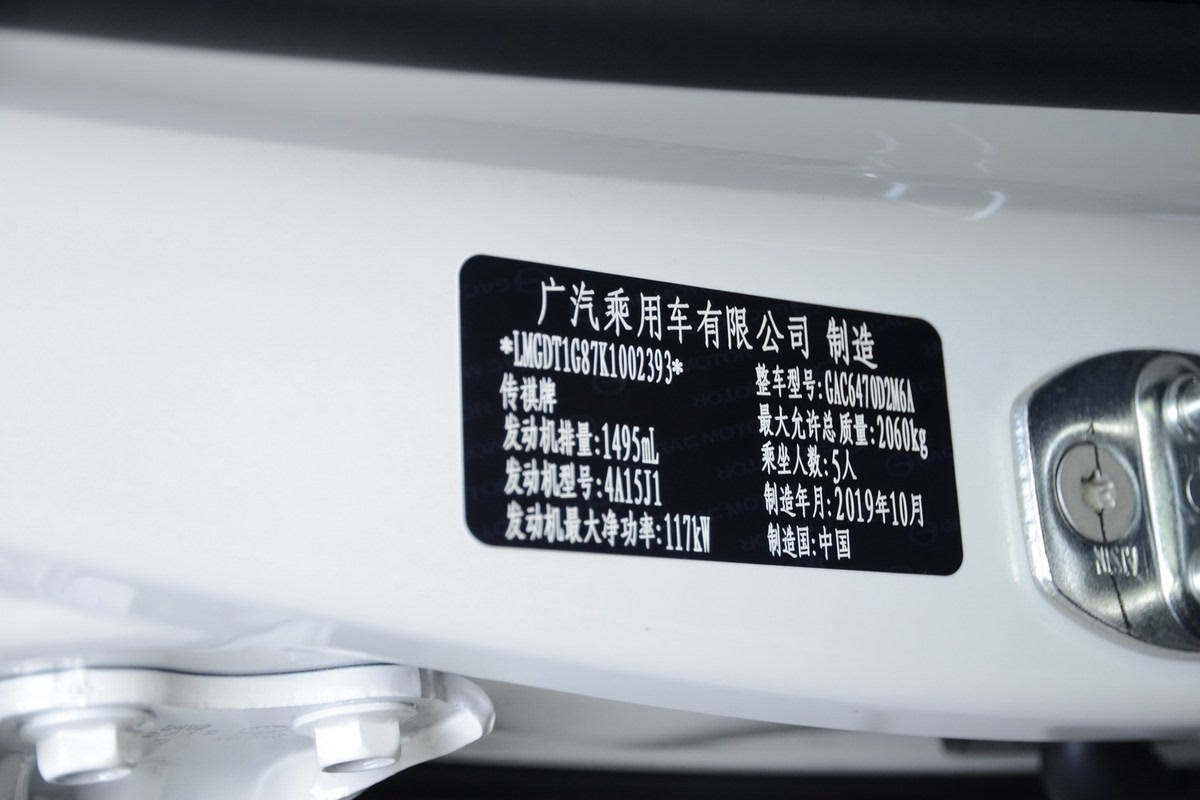 广汽乘用车有限公司 制造
*LMGDT1G87K1002393*
传祺牌
发动机排量:1495mL
发动机型号:4A15J1
发动机最大净功率:117kW
整车型号:GAC6470D2M6A
最大允许总质量:2060kg
乘坐人数:5人
制造年月:2019年10月
制造国:中国
GAC MOTOR
AISIN